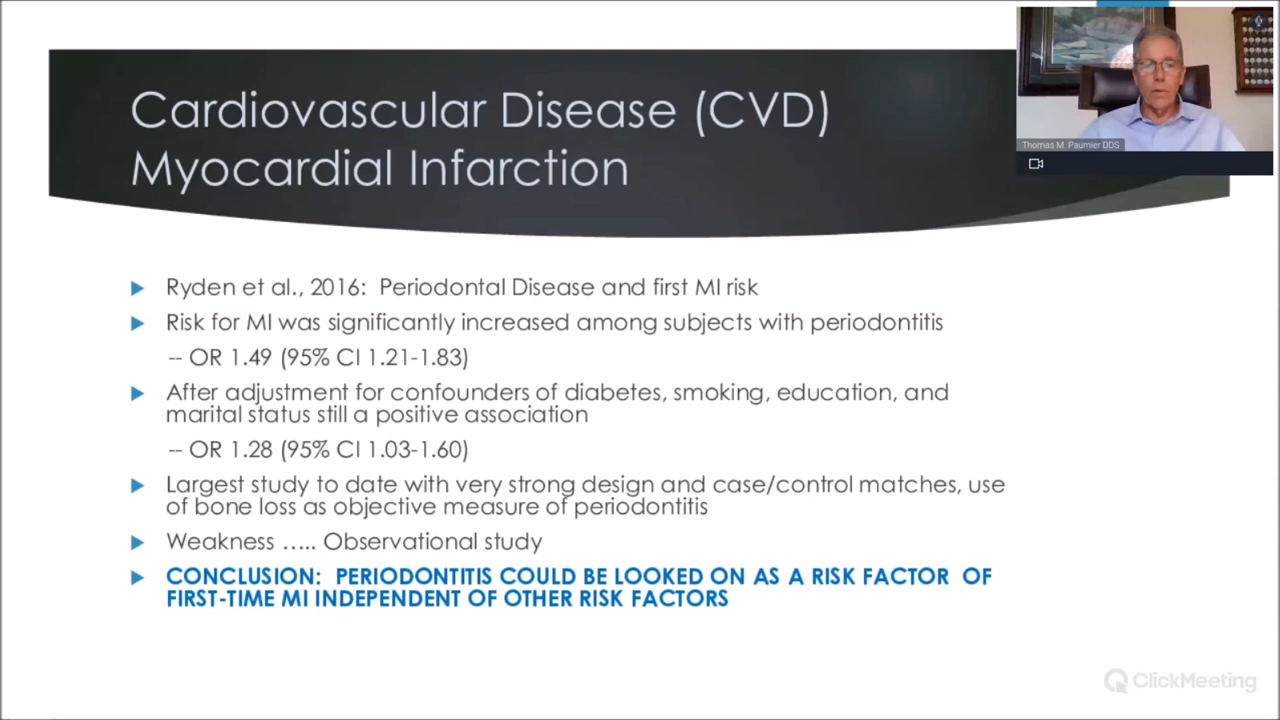 Cardiovascular Disease (CVD)
Myocardial Infarction
Thomas M. Paumier DDS
Ryden et al., 2016: Periodontal Disease and first MI risk
Risk for MI was significantly increased among subjects with periodontitis
-- OR 1.49 (95% CI 1.21-1.83)
After adjustment for confounders of diabetes, smoking, education, and
marital status still a positive association
-- OR 1.28 (95% CI 1.03-1.60)
Largest study to date with very strong design and case/control matches, use
of bone loss as objective measure of periodontitis
Weakness ….. Observational study
CONCLUSION: PERIODONTITIS COULD BE LOOKED ON AS A RISK FACTOR OF
FIRST-TIME MI INDEPENDENT OF OTHER RISK FACTORS
ClickMeeting